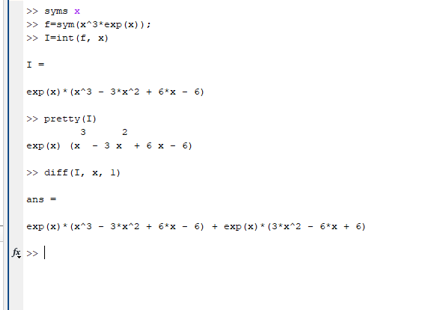 >> syms x
>> f=sym(x^3*exp(x));
>> I=int(f, x)
I =
exp(x)*(x^3 - 3*x^2 + 6*x - 6)
>> pretty(I)
3      2
exp(x) (x  - 3 x  + 6 x - 6)
>> diff(I, x, 1)
ans =
exp(x)*(x^3 - 3*x^2 + 6*x - 6) + exp(x)*(3*x^2 - 6*x + 6)
fx >>